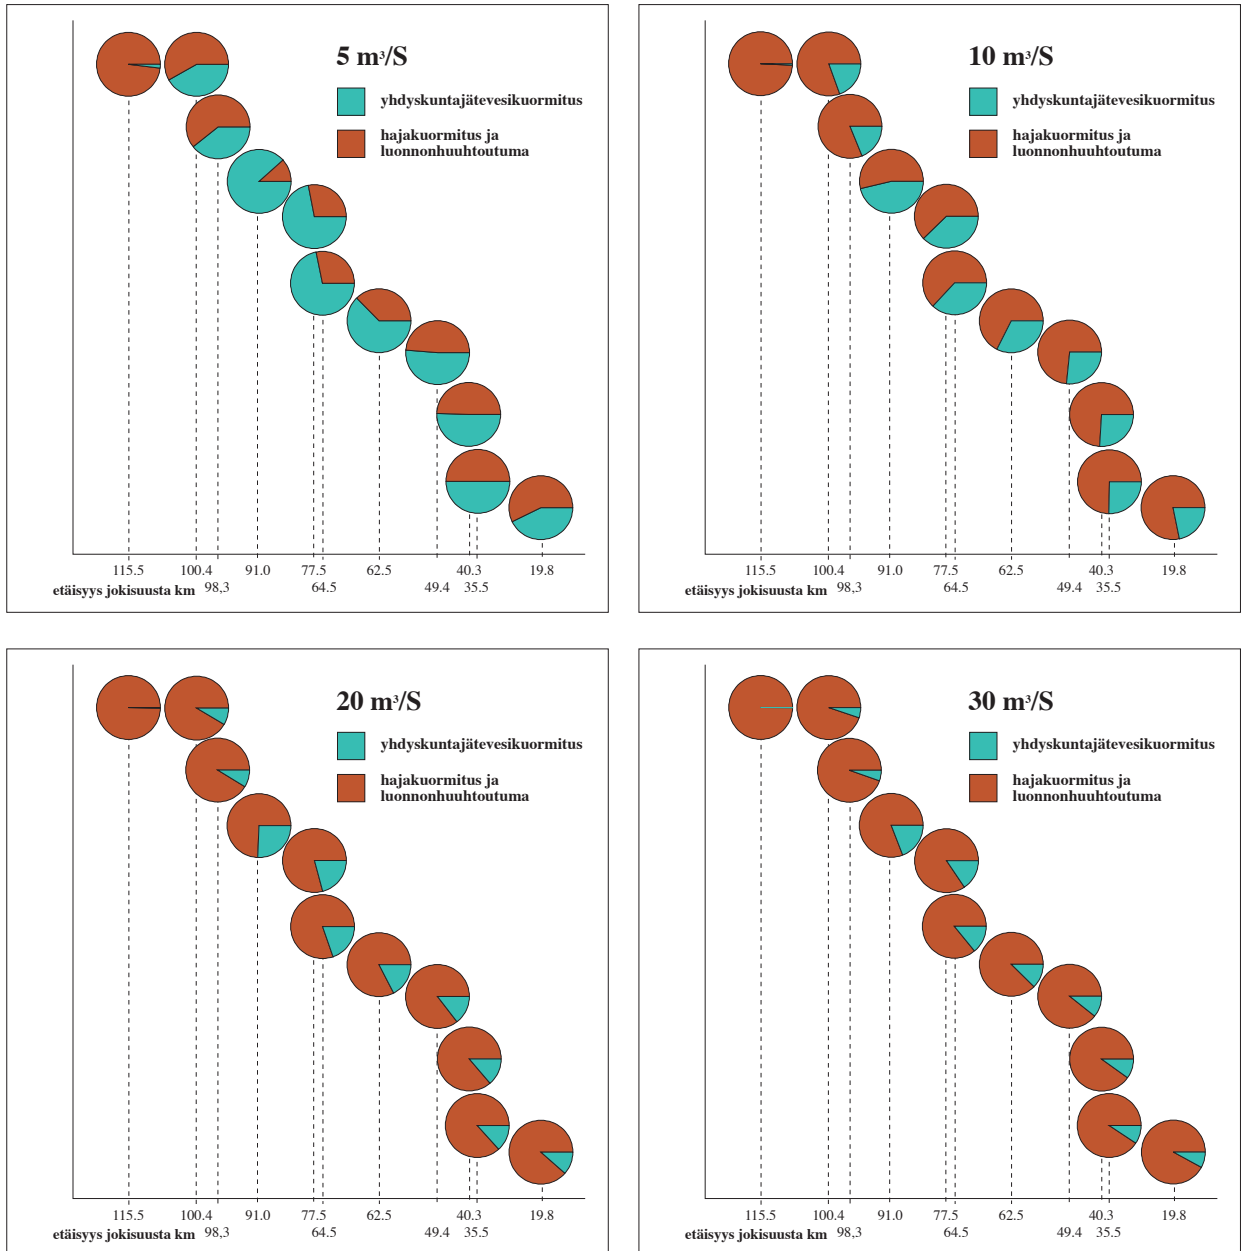 5 m³/S
yhdyskuntajätevesikuormitus
hajakuormitus ja
luonnonhuuhtoutuma
115.5 100.4 91.0 77.5 62.5 40.3 19.8
etäisyys jokisuusta km 98,3 64.5 49.4 35.5
10 m³/S
yhdyskuntajätevesikuormitus
hajakuormitus ja
luonnonhuuhtoutuma
115.5 100.4 91.0 77.5 62.5 40.3 19.8
etäisyys jokisuusta km 98,3 64.5 49.4 35.5
20 m³/S
yhdyskuntajätevesikuormitus
hajakuormitus ja
luonnonhuuhtoutuma
115.5 100.4 91.0 77.5 62.5 40.3 19.8
etäisyys jokisuusta km 98,3 64.5 49.4 35.5
30 m³/S
yhdyskuntajätevesikuormitus
hajakuormitus ja
luonnonhuuhtoutuma
115.5 100.4 91.0 77.5 62.5 40.3 19.8
etäisyys jokisuusta km 98,3 64.5 49.4 35.5